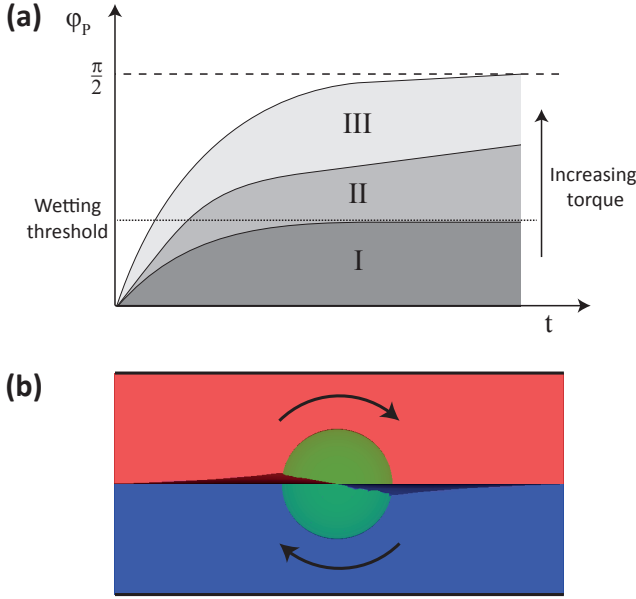 (a)
φP
π
2
III
II
I
Wetting
threshold
Increasing
torque
t
(b)